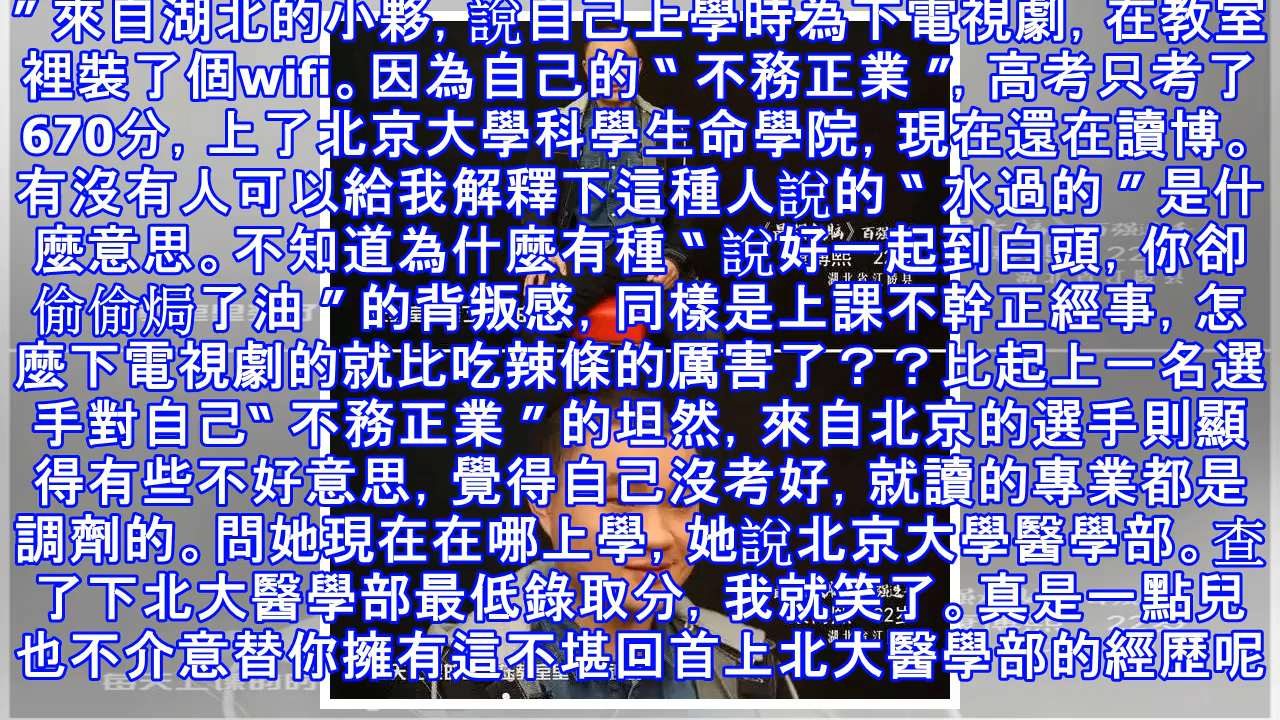 ”來自湖北的小夥, 說自己上學時為下電視劇, 在教室
裡裝了個wifi。因為自己的“不務正業”, 高考只考了
670分, 上了北京大學科學生命學院, 現在還在讀博。
有沒有人可以給我解釋下這種人說的“水過的”是什
麼意思。不知道為什麼有種“說好一起到白頭, 你卻
偷偷焗了油”的背叛感, 同樣是上課不幹正經事, 怎
麼下電視劇的就比吃辣條的厲害了？？比起上一名選
手對自己“不務正業”的坦然, 來自北京的選手則顯
得有些不好意思, 覺得自己沒考好, 就讀的專業都是
調劑的。問她現在在哪上學, 她說北京大學醫學部。查
了下北大醫學部最低錄取分, 我就笑了。真是一點兒
也不介意替你擁有這不堪回首上北大醫學部的經歷呢